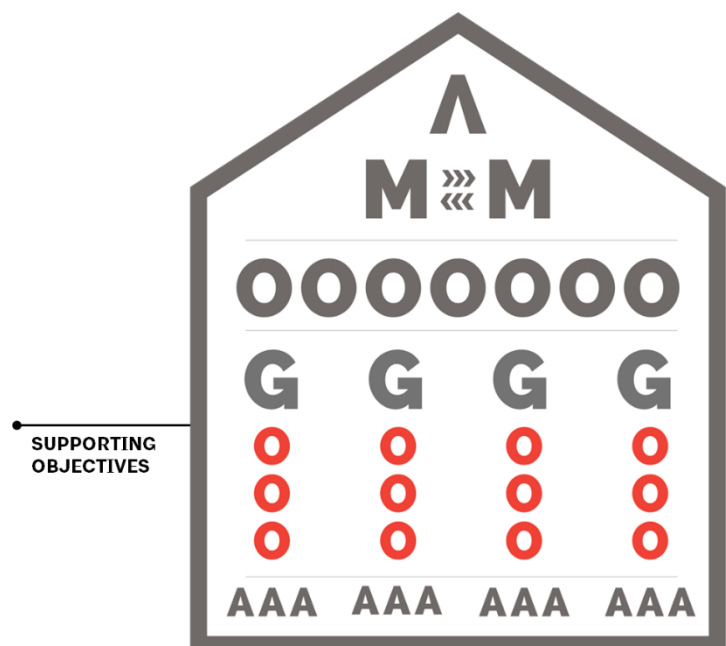 Λ
M M
OOOOOOO
G G G G
SUPPORTING
OBJECTIVES
O O O O
O O O O
O O O O
AAA AAA AAA AAA